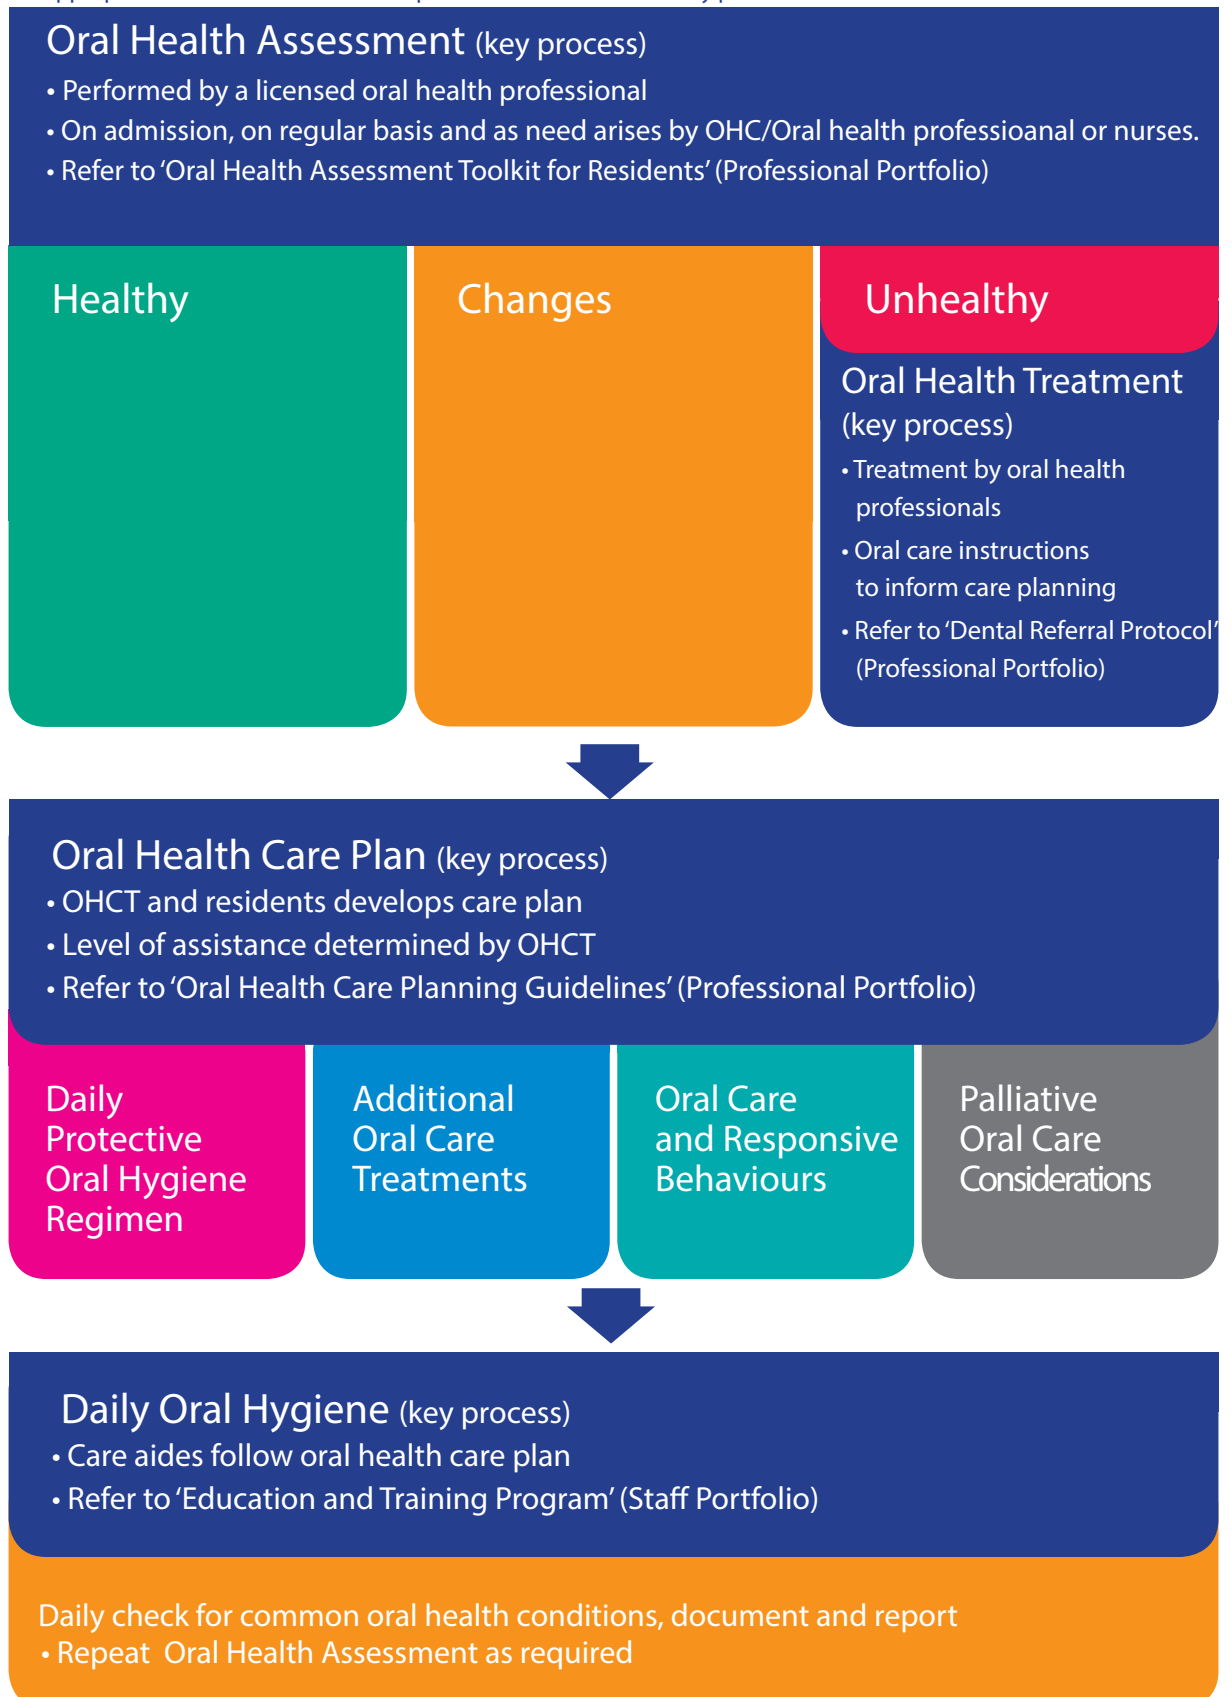 Oral Health Assessment (key process)
• Performed by a licensed oral health professional
• On admission, on regular basis and as need arises by OHC/Oral health professioanal or nurses.
• Refer to ‘Oral Health Assessment Toolkit for Residents’ (Professional Portfolio)
Healthy
Changes
Unhealthy
Oral Health Treatment
(key process)
• Treatment by oral health
professionals
• Oral care instructions
to inform care planning
• Refer to ‘Dental Referral Protocol’
(Professional Portfolio)
Oral Health Care Plan (key process)
• OHCT and residents develops care plan
• Level of assistance determined by OHCT
• Refer to ‘Oral Health Care Planning Guidelines’ (Professional Portfolio)
Daily
Protective
Oral Hygiene
Regimen
Additional
Oral Care
Treatments
Oral Care
and Responsive
Behaviours
Palliative
Oral Care
Considerations
Daily Oral Hygiene (key process)
• Care aides follow oral health care plan
• Refer to ‘Education and Training Program’ (Staff Portfolio)
Daily check for common oral health conditions, document and report
• Repeat Oral Health Assessment as required